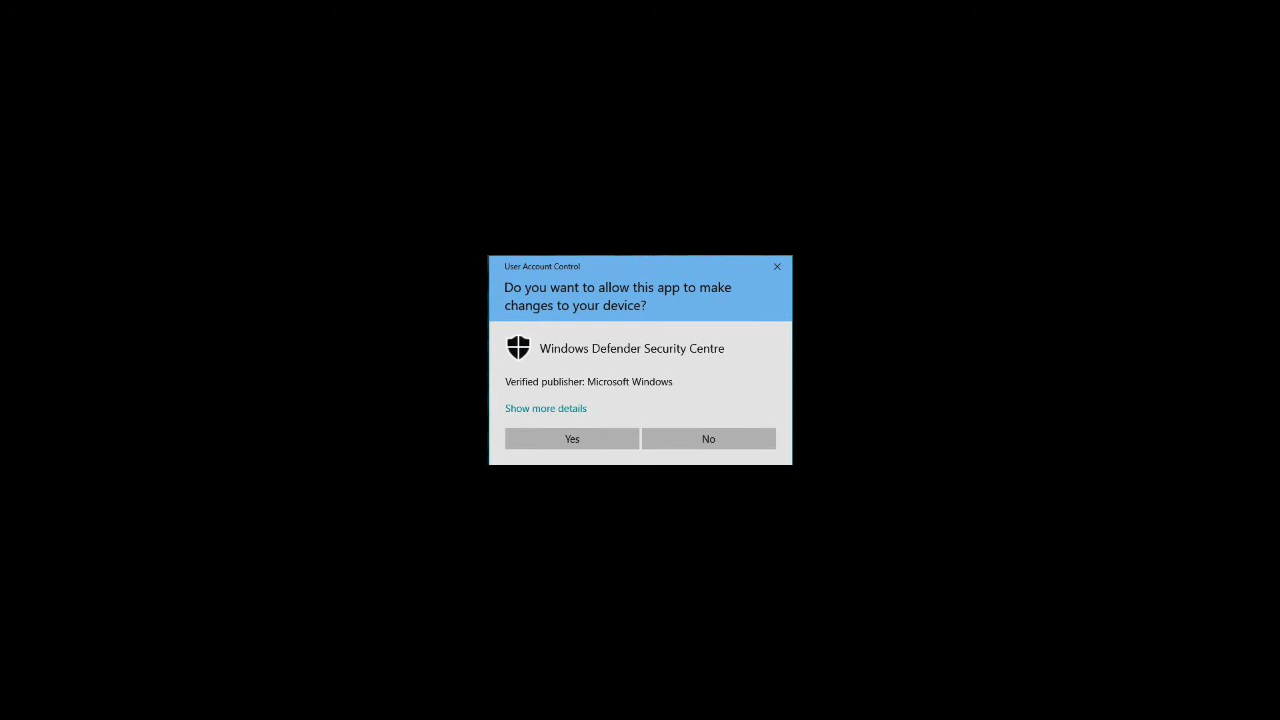 User Account Control
Do you want to allow this app to make
changes to your device?
Windows Defender Security Centre
Verified publisher: Microsoft Windows
Show more details
Yes
No